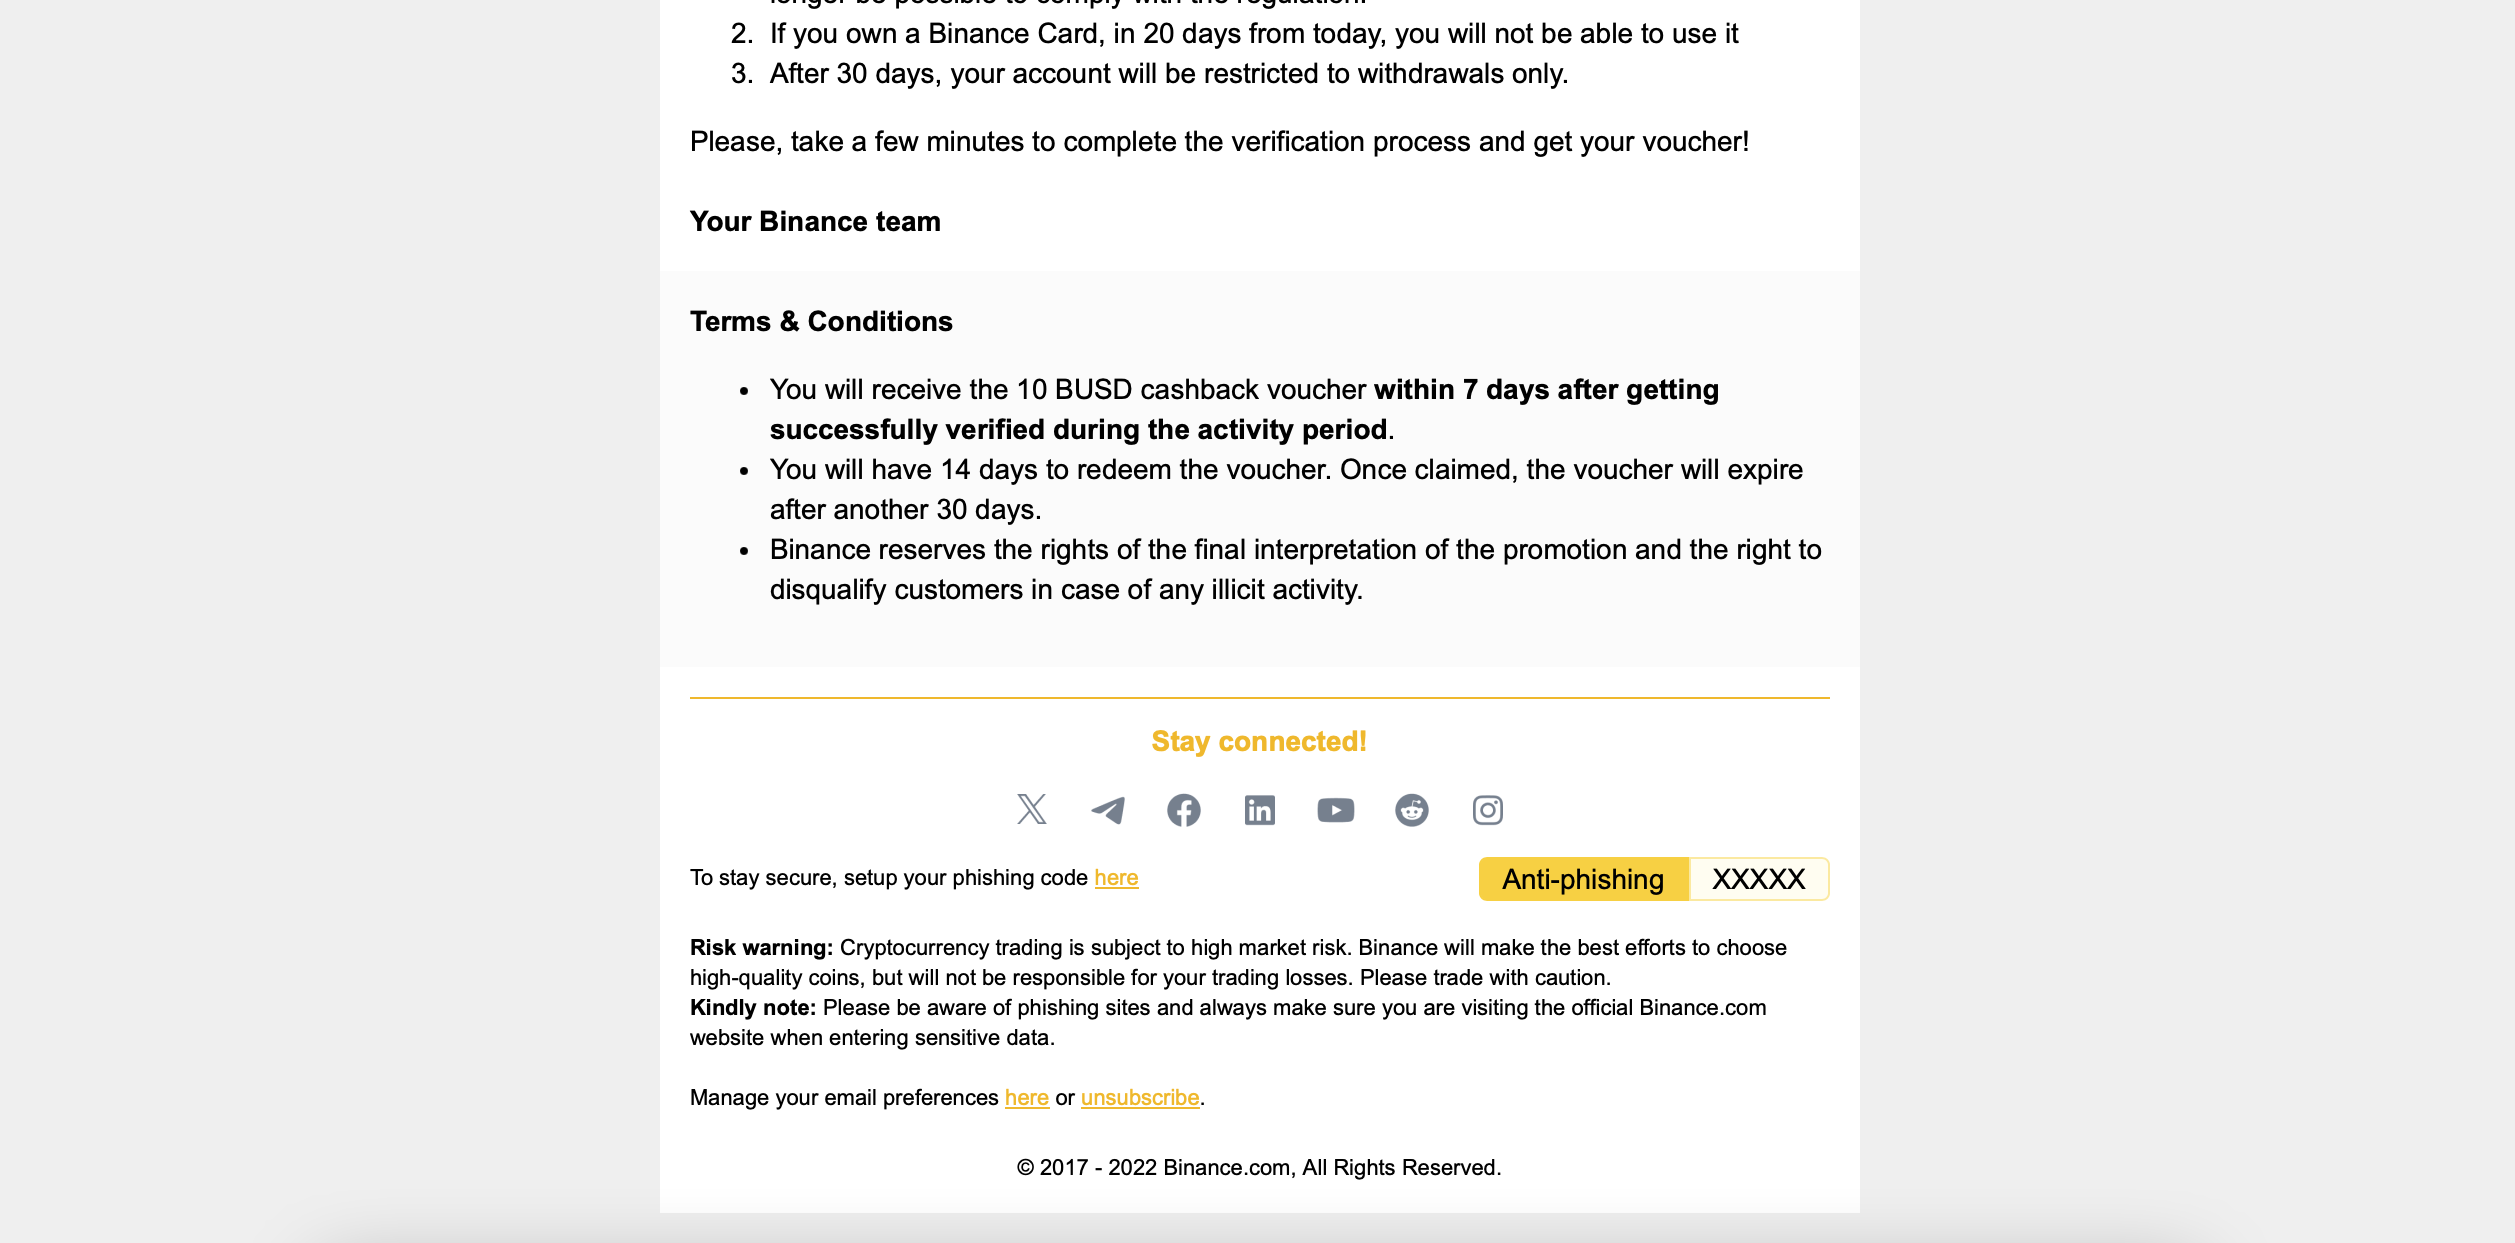 longer be possible to comply with the regulation.
2. If you own a Binance Card, in 20 days from today, you will not be able to use it
3. After 30 days, your account will be restricted to withdrawals only.
Please, take a few minutes to complete the verification process and get your voucher!
Your Binance team
Terms & Conditions
• You will receive the 10 BUSD cashback voucher within 7 days after getting
successfully verified during the activity period.
• You will have 14 days to redeem the voucher. Once claimed, the voucher will expire
after another 30 days.
• Binance reserves the rights of the final interpretation of the promotion and the right to
disqualify customers in case of any illicit activity.
Stay connected!
To stay secure, setup your phishing code here
Anti-phishing XXXXX
Risk warning: Cryptocurrency trading is subject to high market risk. Binance will make the best efforts to choose
high-quality coins, but will not be responsible for your trading losses. Please trade with caution.
Kindly note: Please be aware of phishing sites and always make sure you are visiting the official Binance.com
website when entering sensitive data.
Manage your email preferences here or unsubscribe.
© 2017 - 2022 Binance.com, All Rights Reserved.